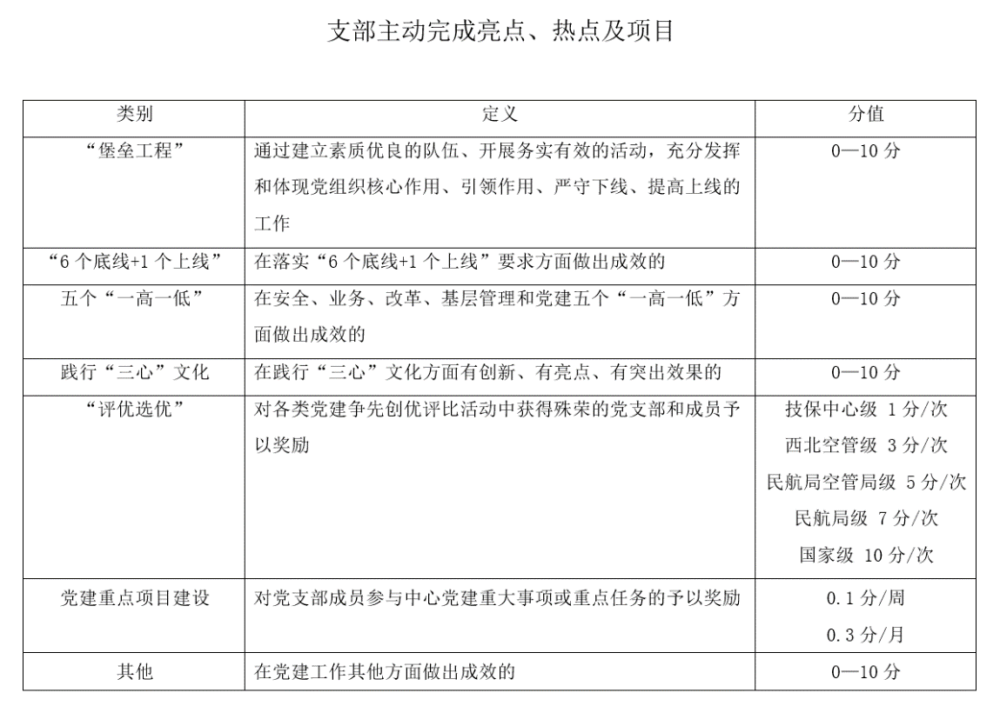 支部主动完成亮点、热点及项目
类别 定义 分值
“堡垒工程” 通过建立素质优良的队伍、开展务实有效的活动，充分发挥 0—10 分
和体现党组织核心作用、引领作用、严守下线、提高上线的
工作
“6 个底线+1 个上线” 在落实“6 个底线+1 个上线”要求方面做出成效的 0—10 分
五个“一高一低” 在安全、业务、改革、基层管理和党建五个“一高一低”方 0—10 分
面做出成效的
践行“三心”文化 在践行“三心”文化方面有创新、有亮点、有突出效果的 0—10 分
“评优选优” 对各类党建争先创优评比活动中获得殊荣的党支部和成员予 技保中心级 1 分/次
以奖励 西北空管级 3 分/次
民航局空管局级 5 分/次
民航局级 7 分/次
国家级 10 分/次
党建重点项目建设 对党支部成员参与中心党建重大事项或重点任务的予以奖励 0.1 分/周
0.3 分/月
其他 在党建工作其他方面做出成效的 0—10 分